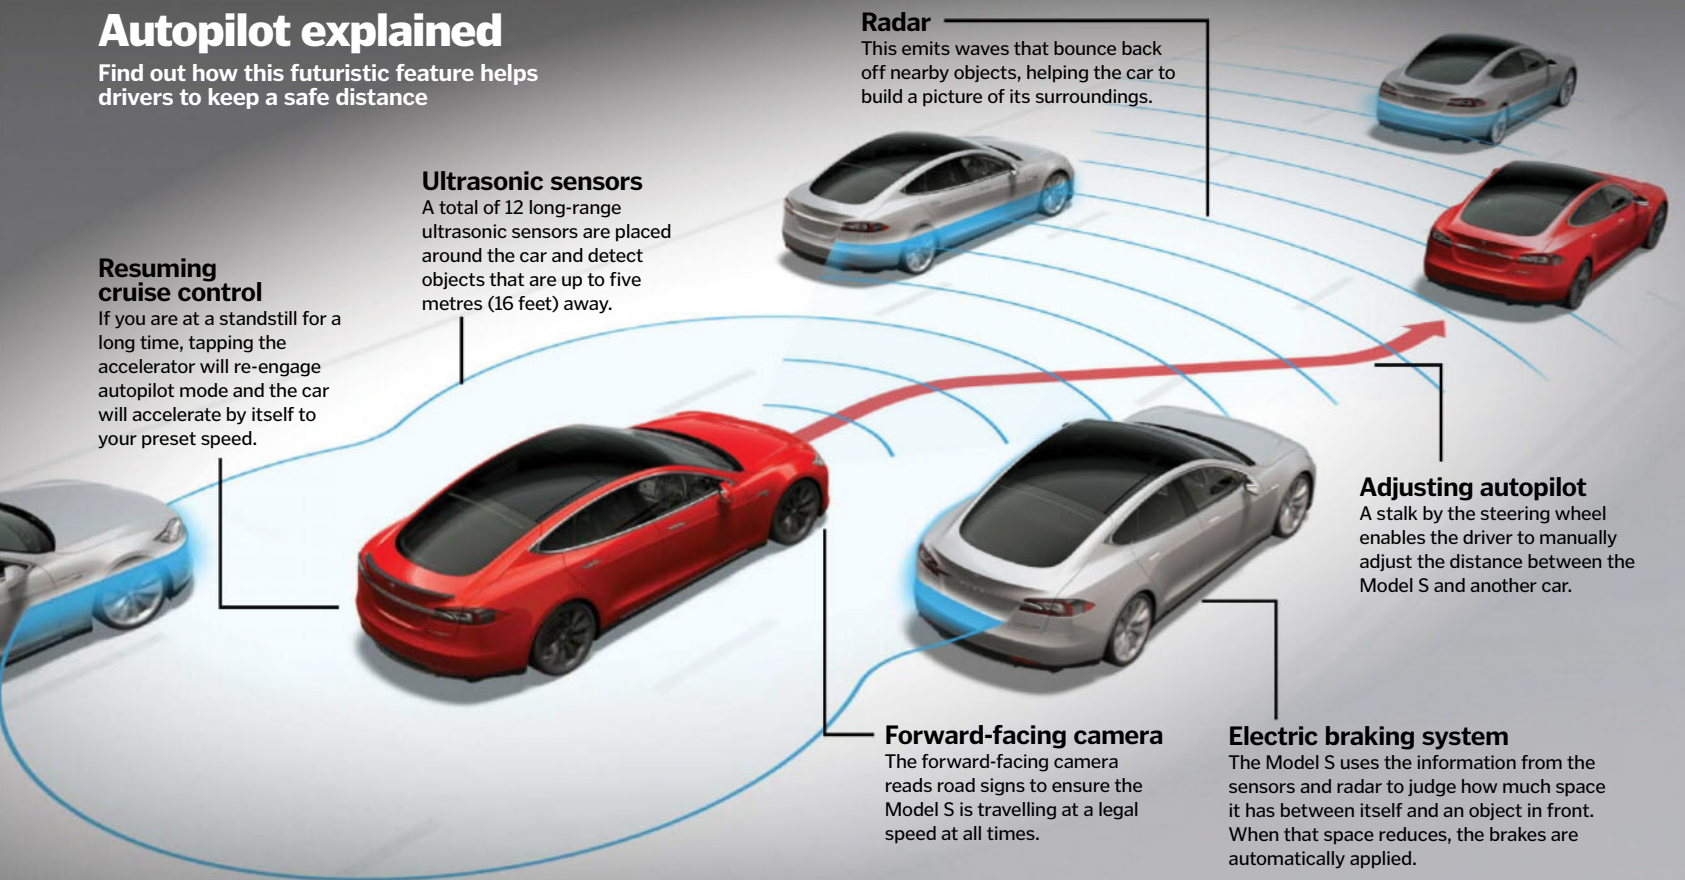 Autopilot explained
Find out how this futuristic feature helps
drivers to keep a safe distance
Radar
This emits waves that bounce back
off nearby objects, helping the car to
build a picture of its surroundings.
Ultrasonic sensors
A total of 12 long-range
ultrasonic sensors are placed
around the car and detect
objects that are up to five
metres (16 feet) away.
Resuming
cruise control
If you are at a standstill for a
long time, tapping the
accelerator will re-engage
autopilot mode and the car
will accelerate by itself to
your preset speed.
Adjusting autopilot
A stalk by the steering wheel
enables the driver to manually
adjust the distance between the
Model S and another car.
Forward-facing camera
The forward-facing camera
reads road signs to ensure the
Model S is travelling at a legal
speed at all times.
Electric braking system
The Model S uses the information from the
sensors and radar to judge how much space
it has between itself and an object in front.
When that space reduces, the brakes are
automatically applied.